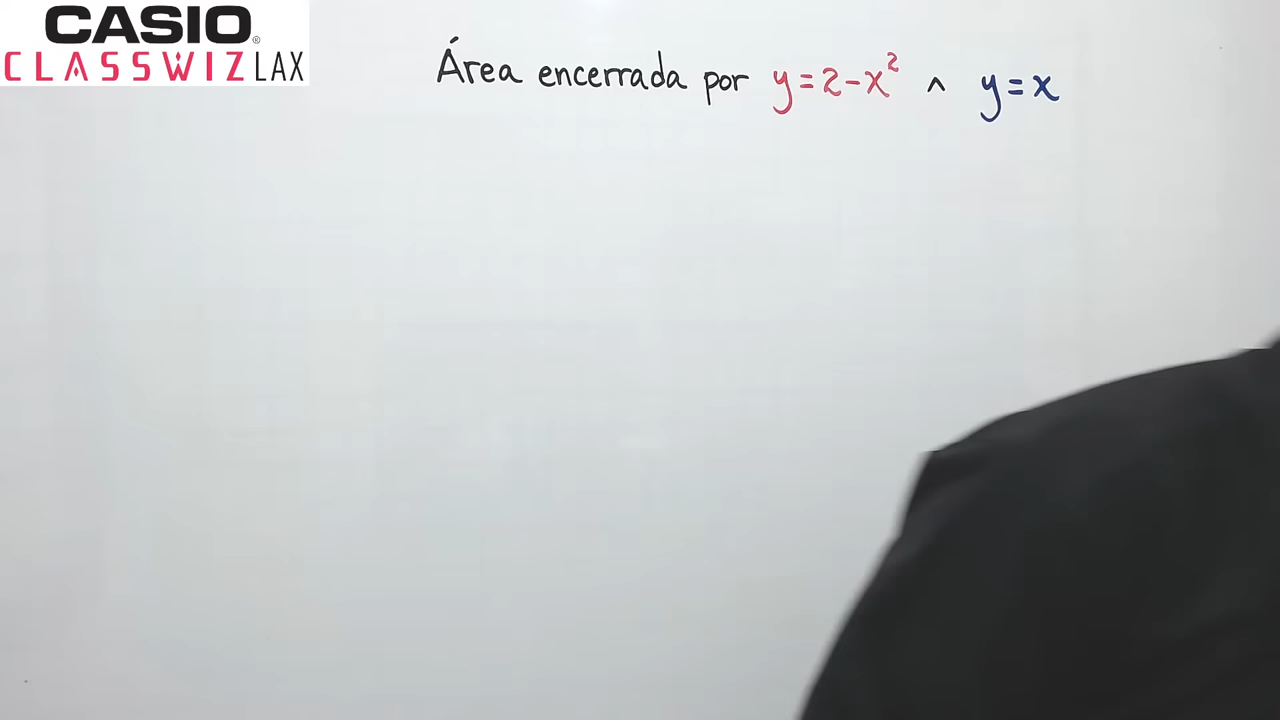 CASIO®
CLASSWIZ LAX
Área encerrada por y=2-x² ∧ y=x